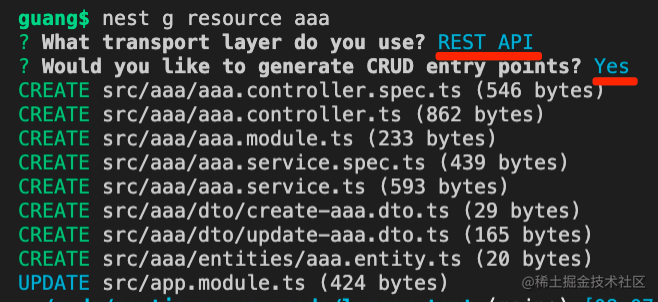 guang$ nest g resource aaa
? What transport layer do you use? REST API
? Would you like to generate CRUD entry points? Yes
CREATE src/aaa/aaa.controller.spec.ts (546 bytes)
CREATE src/aaa/aaa.controller.ts (862 bytes)
CREATE src/aaa/aaa.module.ts (233 bytes)
CREATE src/aaa/aaa.service.spec.ts (439 bytes)
CREATE src/aaa/aaa.service.ts (593 bytes)
CREATE src/aaa/dto/create-aaa.dto.ts (29 bytes)
CREATE src/aaa/dto/update-aaa.dto.ts (165 bytes)
CREATE src/aaa/entities/aaa.entity.ts (20 bytes)
UPDATE src/app.module.ts (424 bytes)
@稀土掘金技术社区